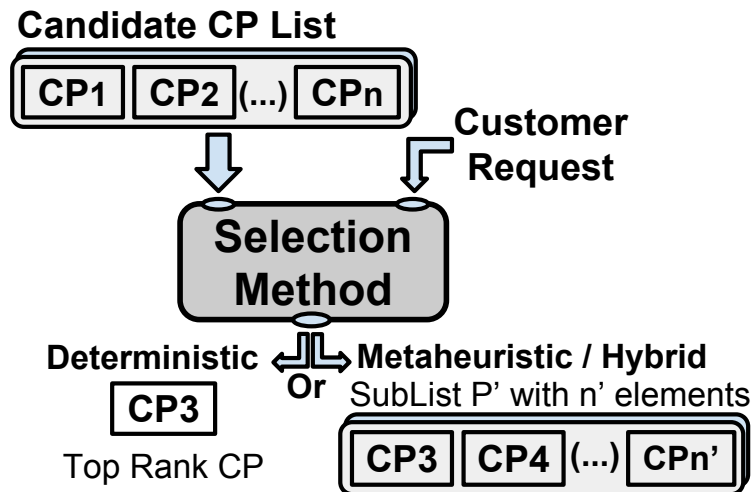 Candidate CP List
CP1 CP2 (...) CPn
Customer
Request
Selection
Method
Deterministic Or Metaheuristic / Hybrid
CP3
Top Rank CP
SubList P’ with n’ elements
CP3 CP4 (...) CPn’